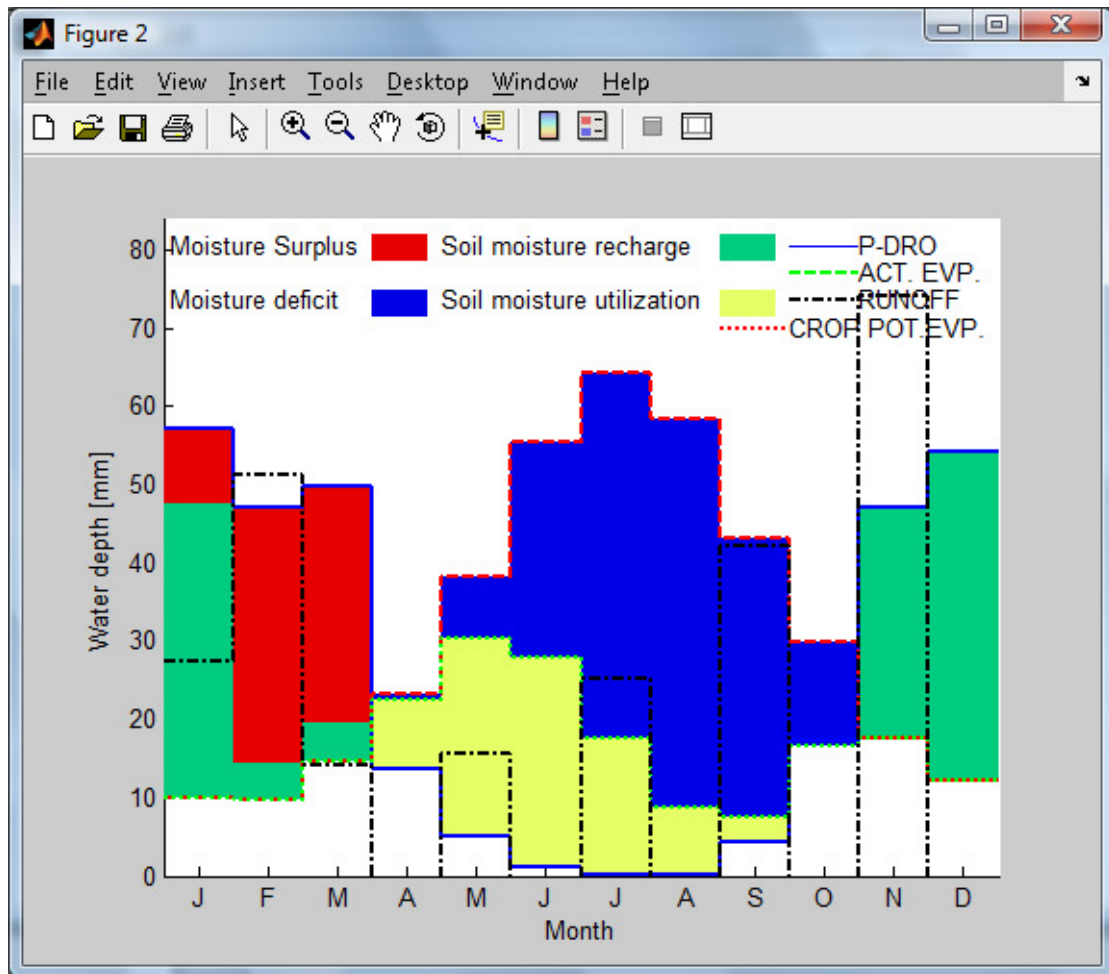 Figure 2
File Edit View Insert Tools Desktop Window Help
80 Moisture Surplus Soil moisture recharge P-DRO
ACT. EVP.
Moisture deficit Soil moisture utilization RUNOFF
70 CROP POT.EVP.
60
50
40
30
20
10
0
Water depth [mm]
J F M A M J J A S O N D
Month